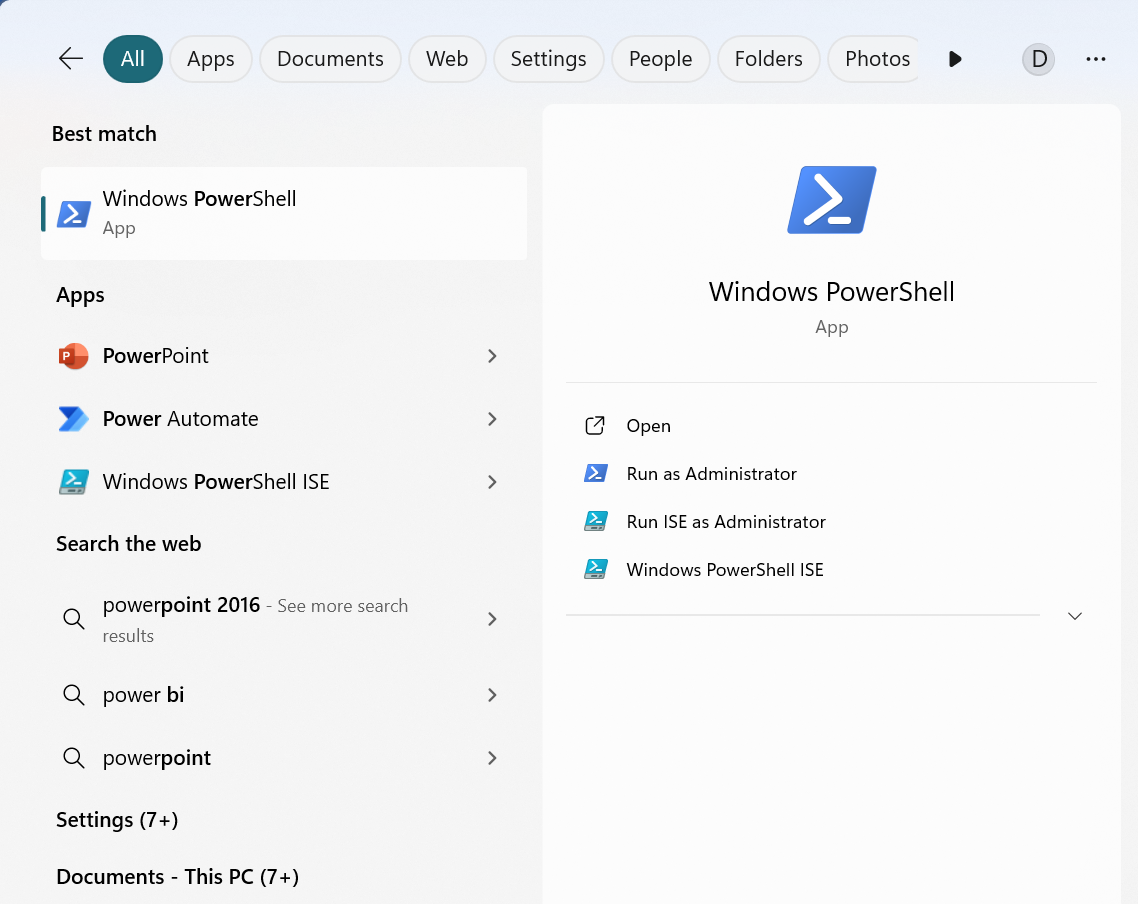 All
Apps
Documents
Web
Settings
People
Folders
Photos
D
Best match
Windows PowerShell
App
Apps
PowerPoint
Power Automate
Windows PowerShell ISE
Search the web
powerpoint 2016 - See more search
results
power bi
powerpoint
Settings (7+)
Documents - This PC (7+)
Windows PowerShell
App
Open
Run as Administrator
Run ISE as Administrator
Windows PowerShell ISE